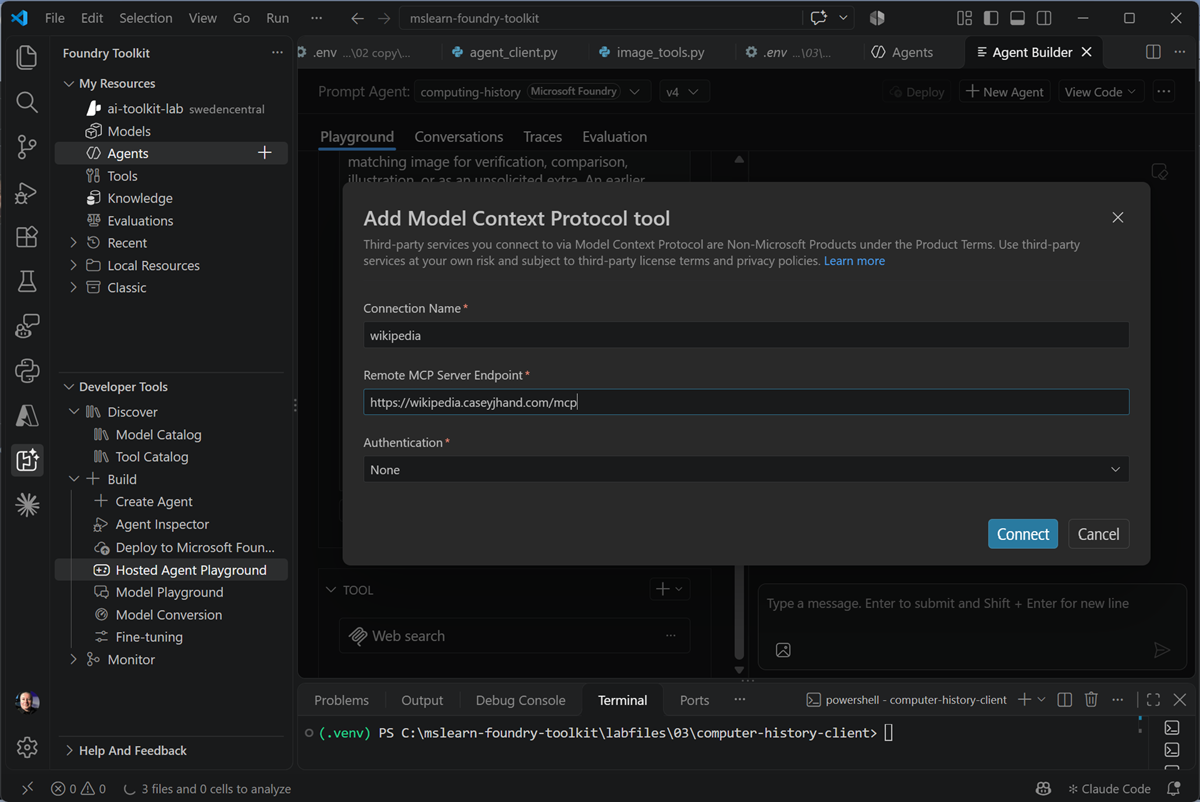 File Edit Selection View Go Run ··· mslearn-foundry-toolkit
Foundry Toolkit ···
My Resources
ai-toolkit-lab swedencentral
Models
Agents
Tools
Knowledge
Evaluations
Recent
Local Resources
Classic
Developer Tools
Discover
Model Catalog
Tool Catalog
Build
Create Agent
Agent Inspector
Deploy to Microsoft Foun...
Hosted Agent Playground
Model Playground
Model Conversion
Fine-tuning
Monitor
Help And Feedback
.env ...\02 copy\... agent_client.py image_tools.py .env ...\03\... Agents Agent Builder
Prompt Agent: computing-history Microsoft Foundry v4 Deploy New Agent View Code
Playground Conversations Traces Evaluation
matching image for verification, comparison,
illustration, or as an unsolicited extra. An earlier
Add Model Context Protocol tool
Third-party services you connect to via Model Context Protocol are Non-Microsoft Products under the Product Terms. Use third-party
services at your own risk and subject to third-party license terms and privacy policies. Learn more
Connection Name*
wikipedia
Remote MCP Server Endpoint*
https://wikipedia.caseyjhand.com/mcp
Authentication*
None
Connect Cancel
TOOL
Web search ···
Type a message. Enter to submit and Shift + Enter for new line
Problems Output Debug Console Terminal Ports ··· powershell - computer-history-client
(.venv) PS C:\mslearn-foundry-toolkit\labfiles\03\computer-history-client>
0 0 3 files and 0 cells to analyze Claude Code